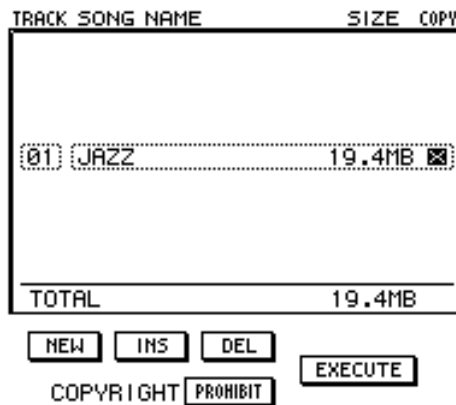 TRACK SONG NAME SIZE COPY
01 JAZZ 19.4MB
TOTAL 19.4MB
NEW INS DEL
EXECUTE
COPYRIGHT PROHIBIT